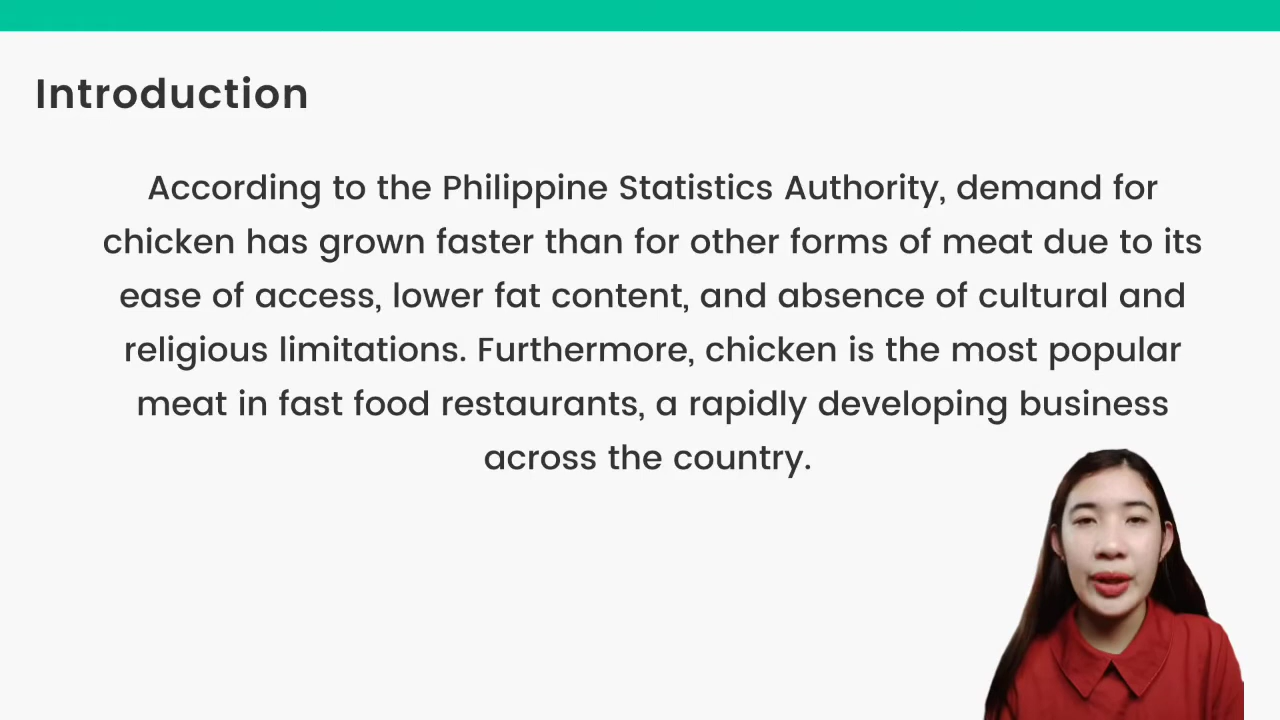 Introduction
According to the Philippine Statistics Authority, demand for
chicken has grown faster than for other forms of meat due to its
ease of access, lower fat content, and absence of cultural and
religious limitations. Furthermore, chicken is the most popular
meat in fast food restaurants, a rapidly developing business
across the country.